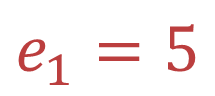 e₁ = 5